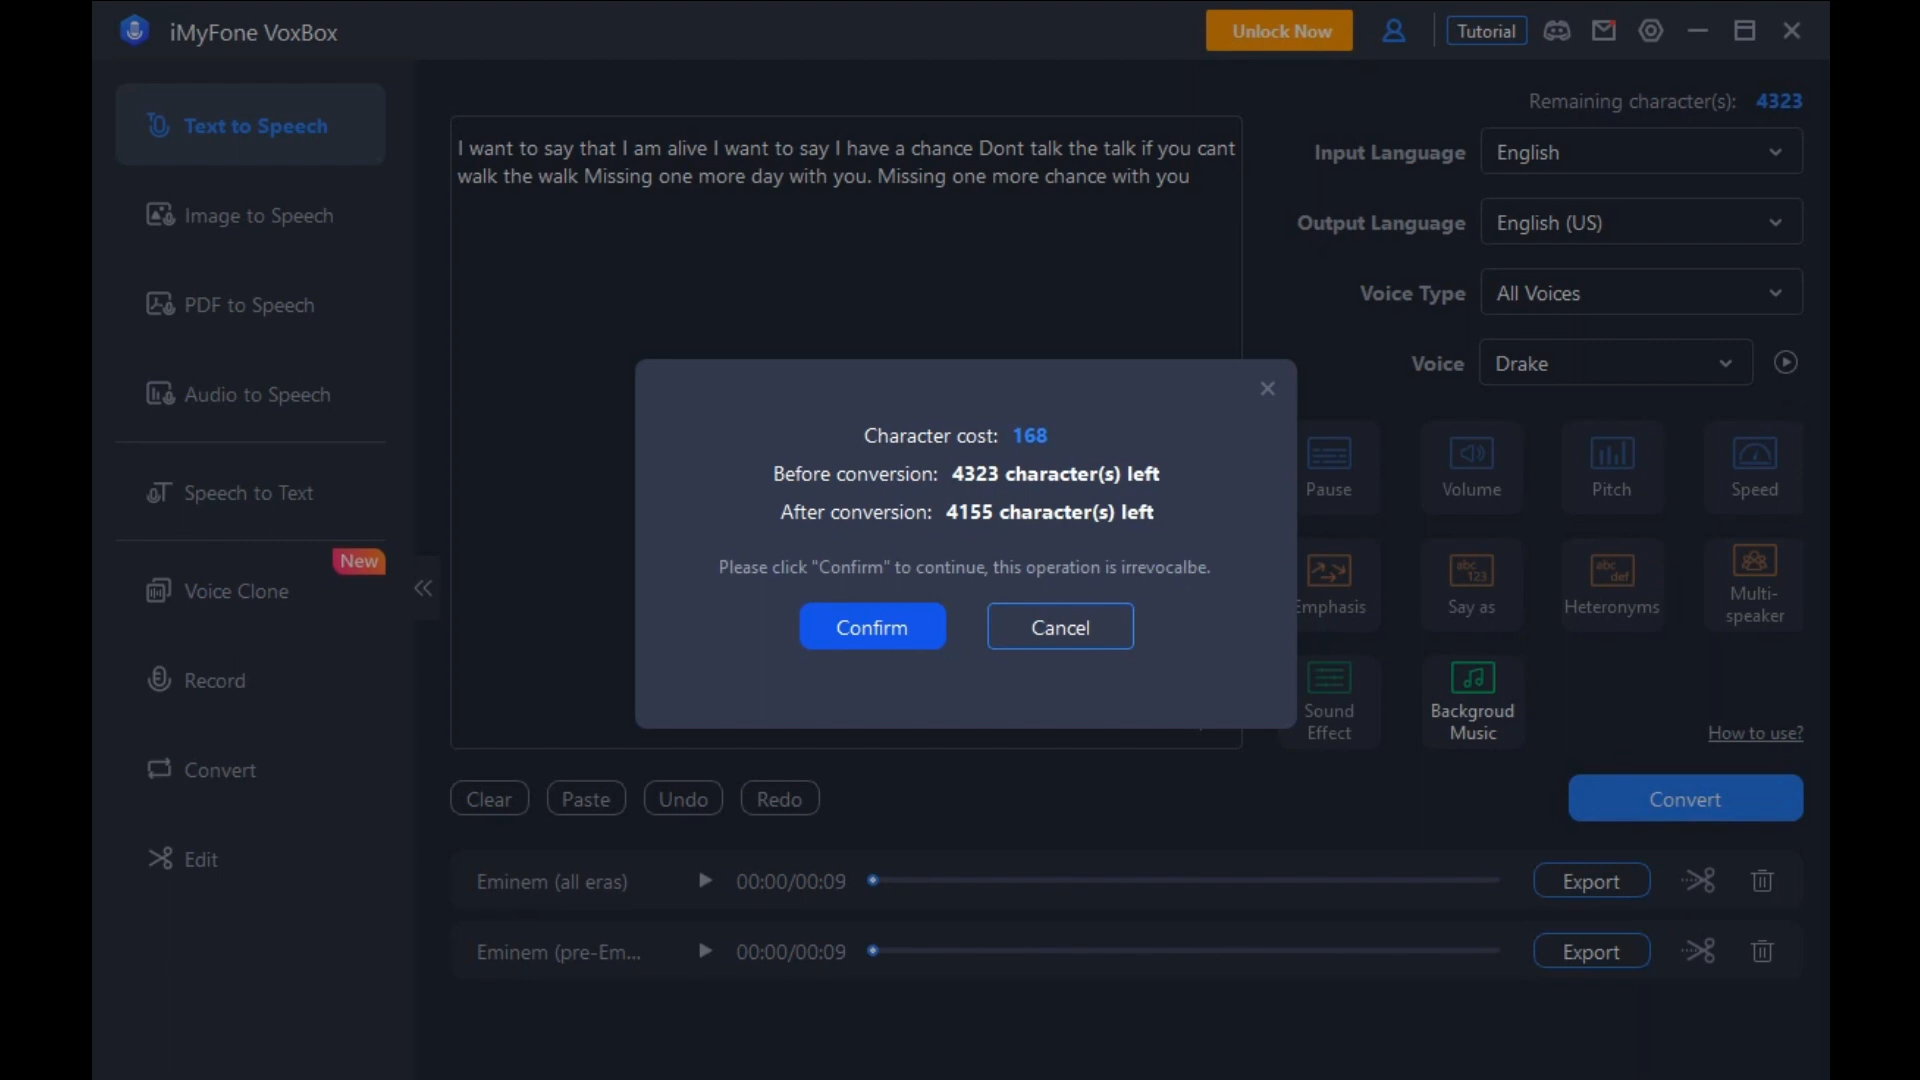 iMyFone VoxBox
Unlock Now
Tutorial
Text to Speech
Image to Speech
PDF to Speech
Audio to Speech
Speech to Text
New
Voice Clone
Record
Convert
Edit
I want to say that I am alive I want to say I have a chance Dont talk the talk if you cant
walk the walk Missing one more day with you. Missing one more chance with you
Remaining character(s): 4323
Input Language English
Output Language English (US)
Voice Type All Voices
Voice Drake
Character cost: 168
Before conversion: 4323 character(s) left
After conversion: 4155 character(s) left
Please click "Confirm" to continue, this operation is irrevocalbe.
Confirm Cancel
Pause Volume Pitch Speed
abc
123
abc
def
Emphasis Say as Heteronyms Multi-
speaker
Sound
Effect
Backgroud
Music
How to use?
Clear Paste Undo Redo
Convert
Eminem (all eras) 00:00/00:09 Export
Eminem (pre-Em... 00:00/00:09 Export